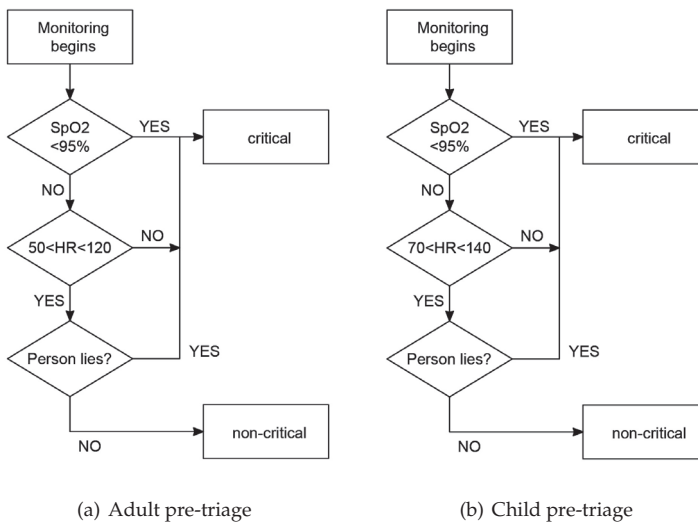 Monitoring
begins
SpO2
<95%
YES
critical
NO
50<HR<120
NO
YES
Person lies?
YES
NO
non-critical
(a) Adult pre-triage
Monitoring
begins
SpO2
<95%
YES
critical
NO
70<HR<140
NO
YES
Person lies?
YES
NO
non-critical
(b) Child pre-triage